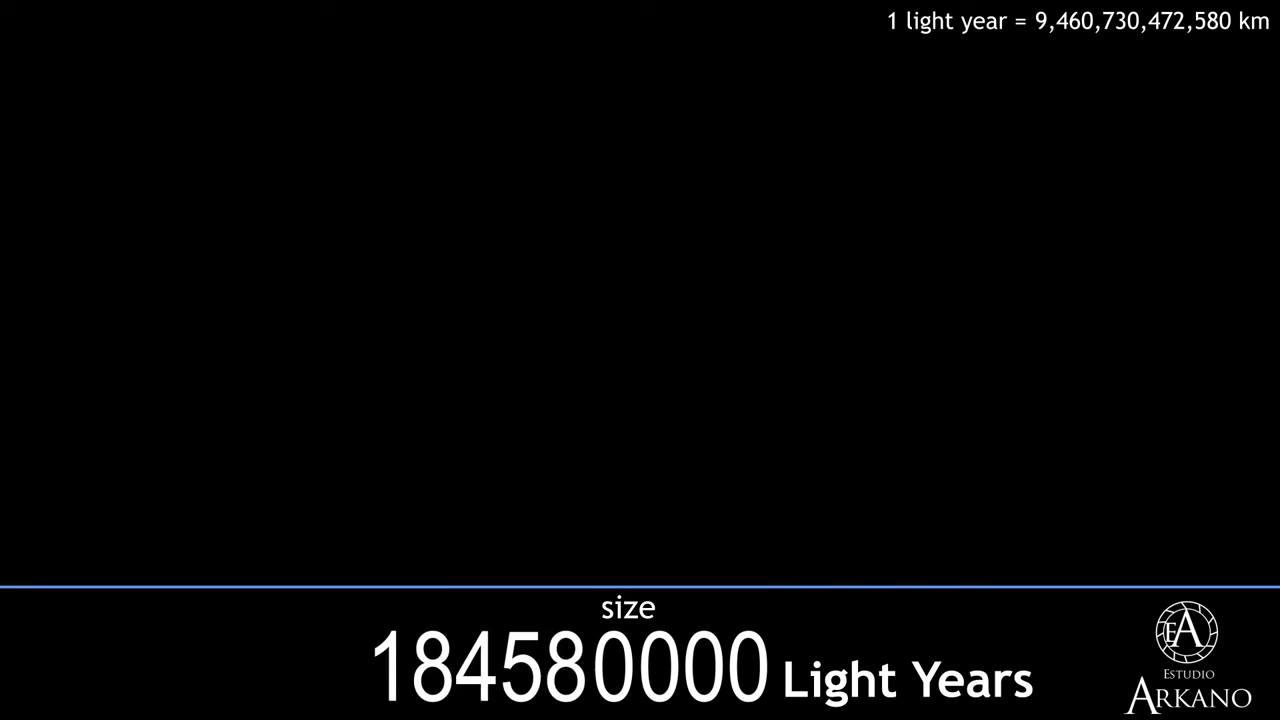 1 light year = 9,460,730,472,580 km
size
184580000 Light Years
EA
ESTUDIO
ARKANO